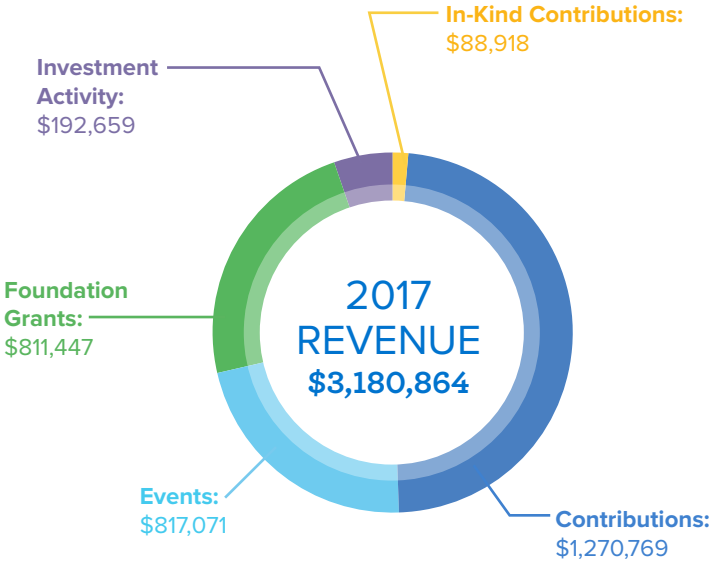 In-Kind Contributions:
$88,918
Investment
Activity:
$192,659
Foundation
Grants:
$811,447
2017
REVENUE
$3,180,864
Events:
$817,071
Contributions:
$1,270,769